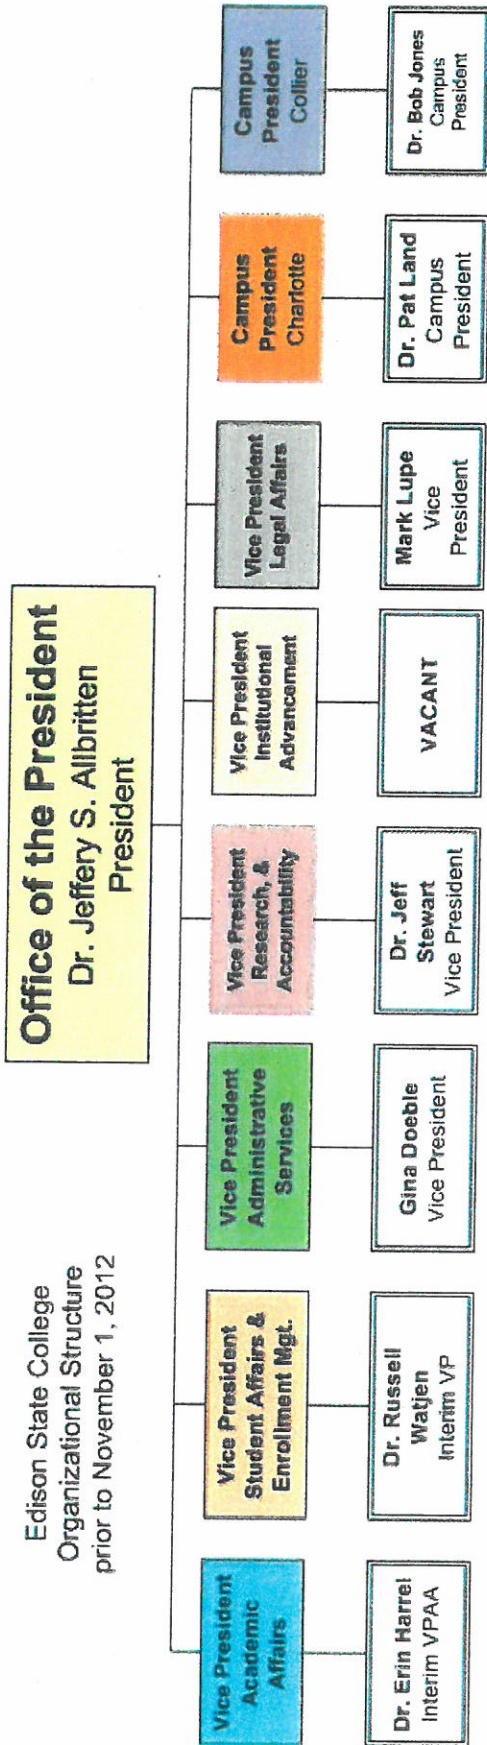 Edison State College
Organizational Structure
prior to November 1, 2012
Office of the President
Dr. Jeffery S. Allbritten
President
Vice President
Academic
Affairs
Vice President
Student Affairs &
Enrollment Mgt.
Vice President
Administrative
Services
Vice President
Research, &
Accountability
Vice President
Institutional
Advancement
Vice President
Legal Affairs
Campus
President
Charlotte
Campus
President
Collier
Dr. Erin Harrel
Interim VPAA
Dr. Russell
Watjen
Interim VP
Gina Doeble
Vice President
Dr. Jeff
Stewart
Vice President
VACANT
Mark Lupe
Vice
President
Dr. Pat Land
Campus
President
Dr. Bob Jones
Campus
President